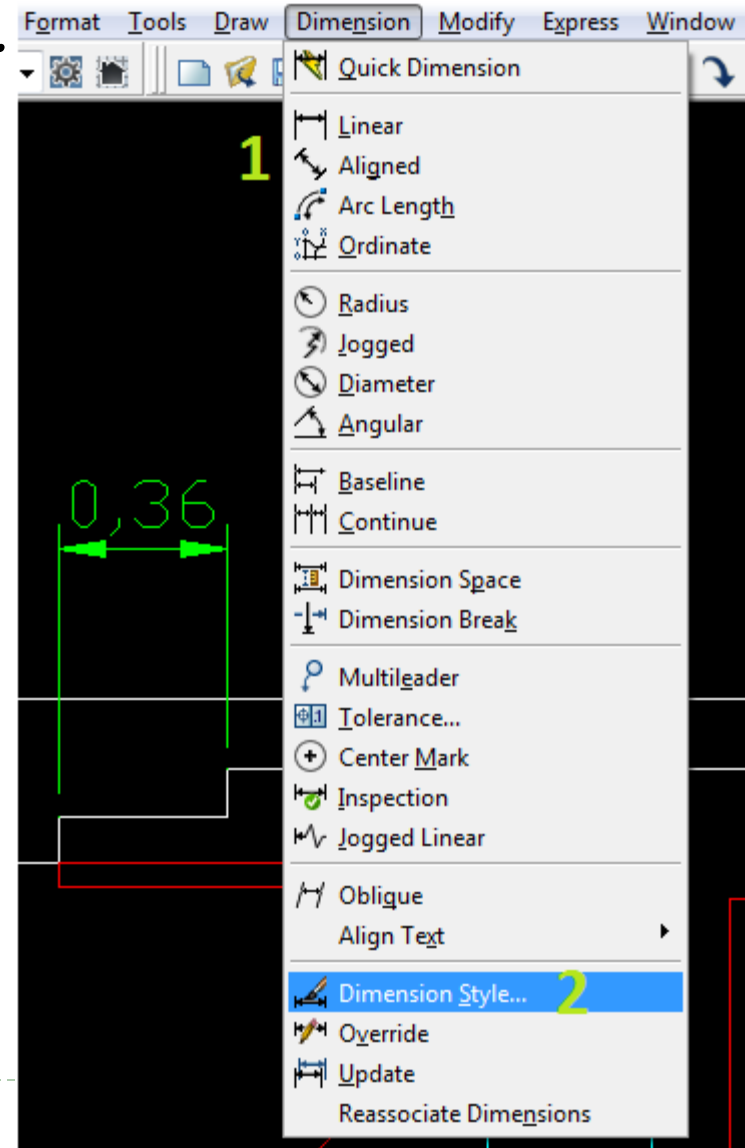 Format Tools Draw Dimension Modify Express Window
Quick Dimension
1
Linear
Aligned
Arc Length
Ordinate
Radius
Jogged
Diameter
Angular
Baseline
Continue
0,36
Dimension Space
Dimension Break
Multileader
Tolerance...
Center Mark
Inspection
Jogged Linear
Oblique
Align Text
Dimension Style... 2
Override
Update
Reassociate Dimensions